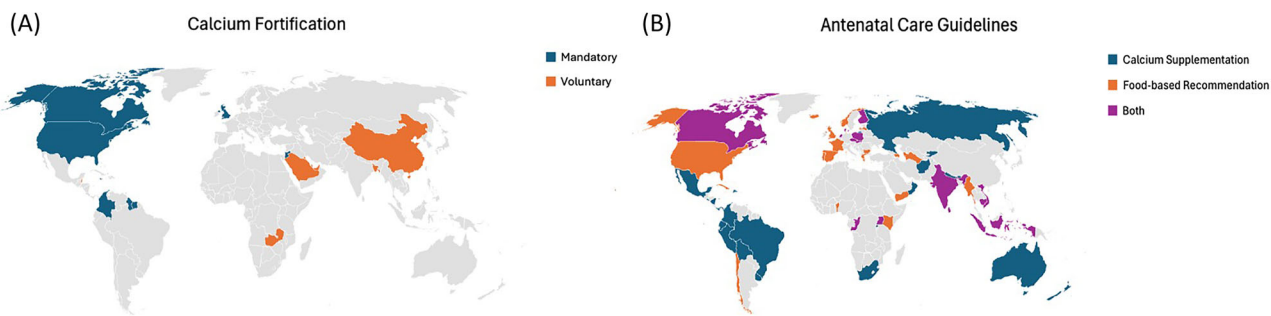 (A)
Calcium Fortification
Mandatory
Voluntary
(B)
Antenatal Care Guidelines
Calcium Supplementation
Food-based Recommendation
Both